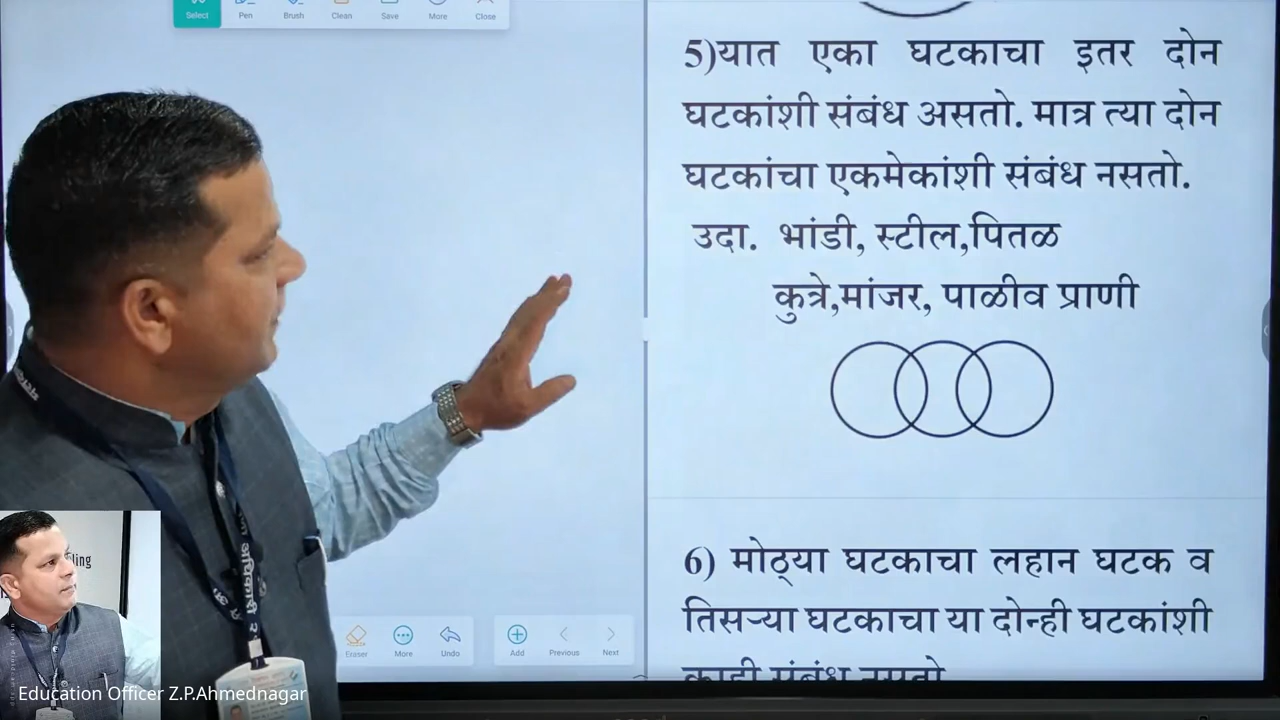 Select Pen Brush Clean Save More Close
5)यात एका घटकाचा इतर दोन
घटकांशी संबंध असतो. मात्र त्या दोन
घटकांचा एकमेकांशी संबंध नसतो.
उदा. भांडी, स्टील,पितळ
कुत्रे,मांजर, पाळीव प्राणी
6) मोठ्या घटकाचा लहान घटक व
तिसऱ्या घटकाचा या दोन्ही घटकांशी
काही संबंध नसतो
Eraser More Undo Add Previous Next
Education Officer Z.P.Ahmednagar